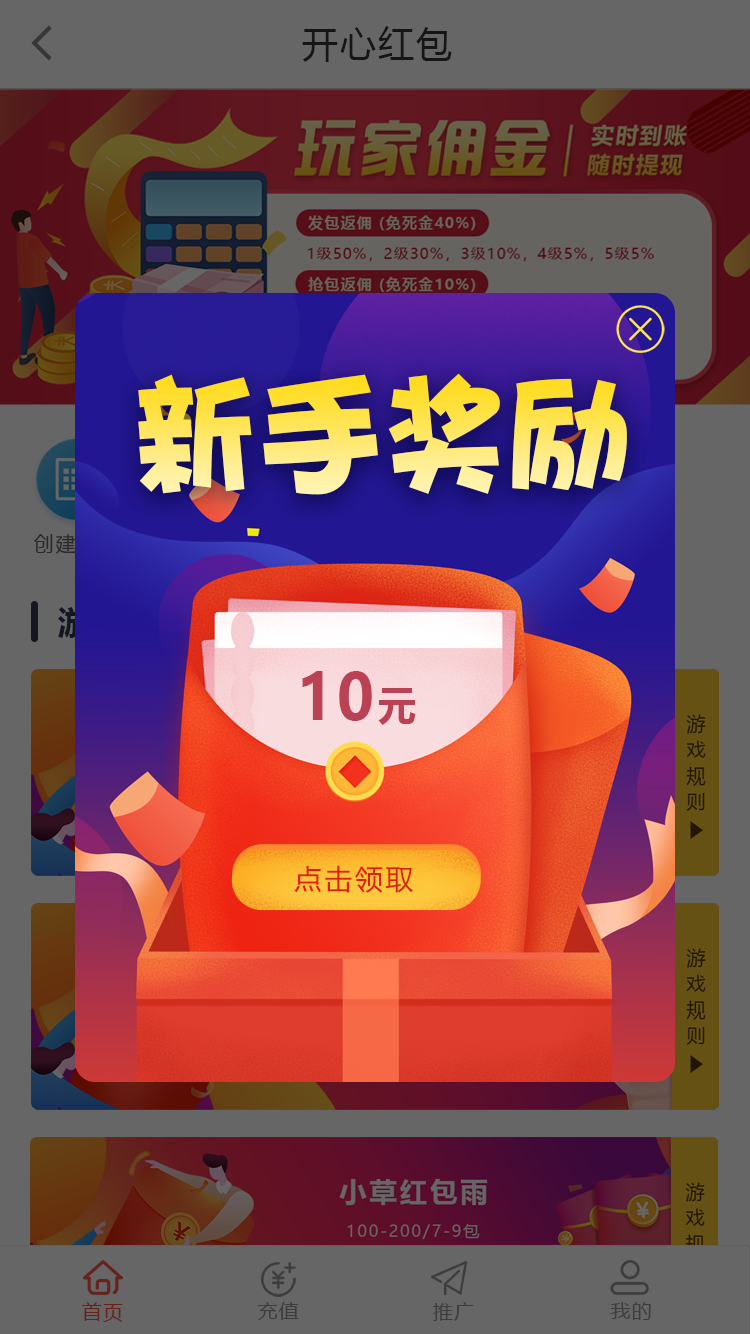 开心红包
玩家佣金
实时到账
随时提现
发包返佣 (免死金40%)
1级50%，2级30%，3级10%，4级5%，5级5%
抢包返佣 (免死金10%)
新手奖励
创建
游
10元
点击领取
游戏规则
游戏规则
小草红包雨
100-200/7-9包
游戏规
首页
充值
推广
我的